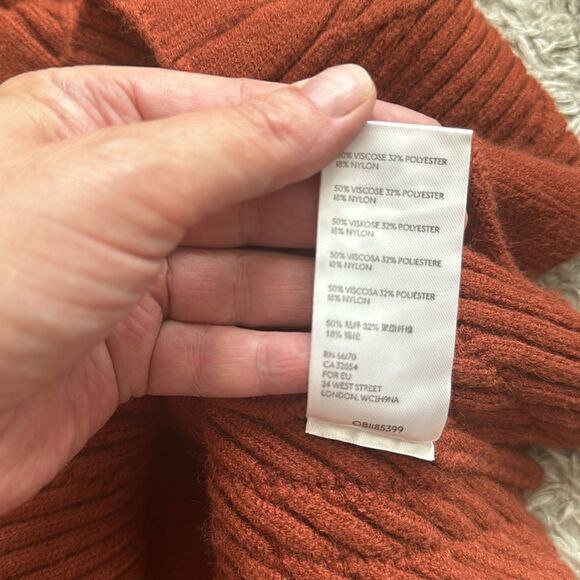 50% VISCOSE 32% POLYESTER
18% NYLON
50% VISCOSE 32% POLYESTER
18% NYLON
50% VISKOSE 32% POLYESTER
18% NYLON
50% VISCOSA 32% POLIESTERE
18% NYLON
50% VISCOSA 32% POLIÉSTER
18% NYLON
50% 粘纤 32% 聚酯纤维
18% 锦纶
RN 66170
CA 32054
FOR EU
24 WEST STREET
LONDON, WC2H9NA
OB1185399